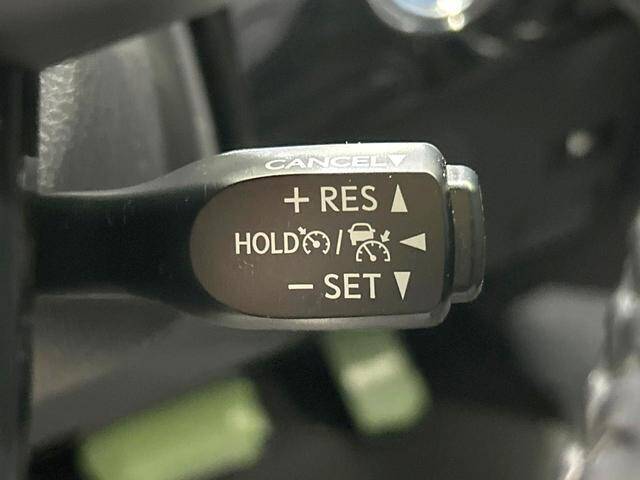 CANCEL▼
+ RES ▲
HOLD / ◀
− SET ▼